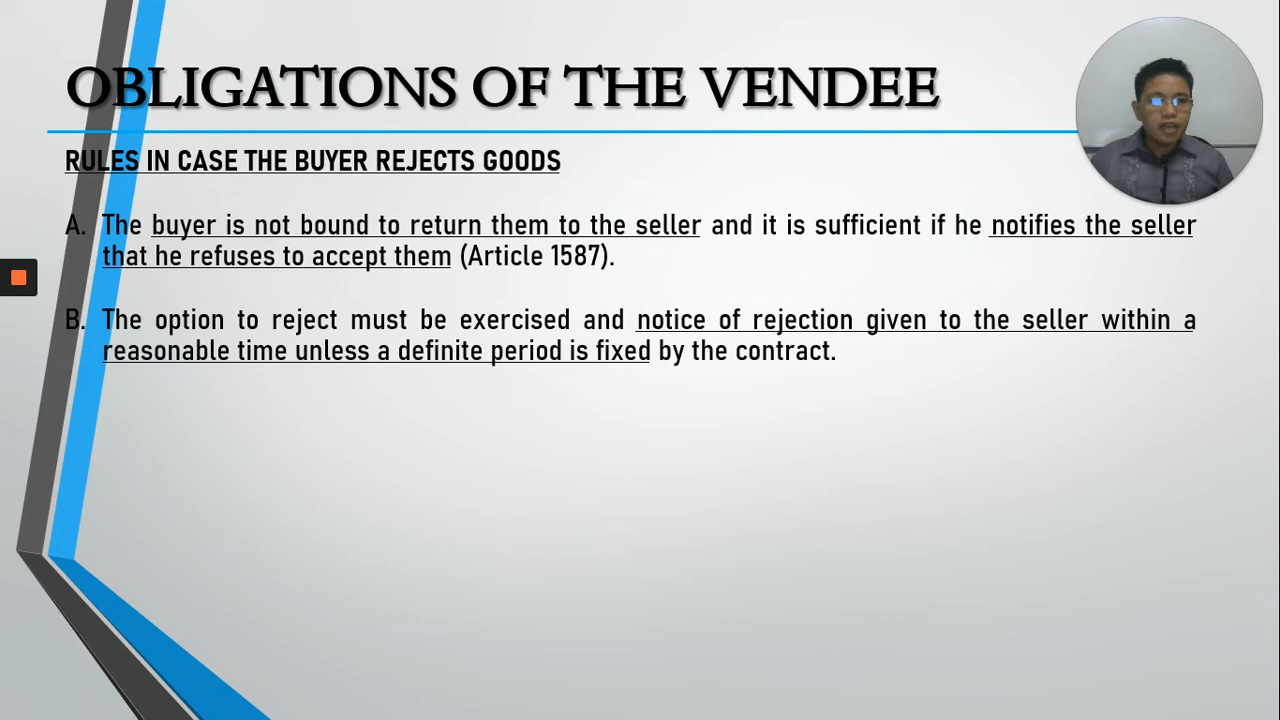 OBLIGATIONS OF THE VENDEE
RULES IN CASE THE BUYER REJECTS GOODS
A. The buyer is not bound to return them to the seller and it is sufficient if he notifies the seller
that he refuses to accept them (Article 1587).
B. The option to reject must be exercised and notice of rejection given to the seller within a
reasonable time unless a definite period is fixed by the contract.